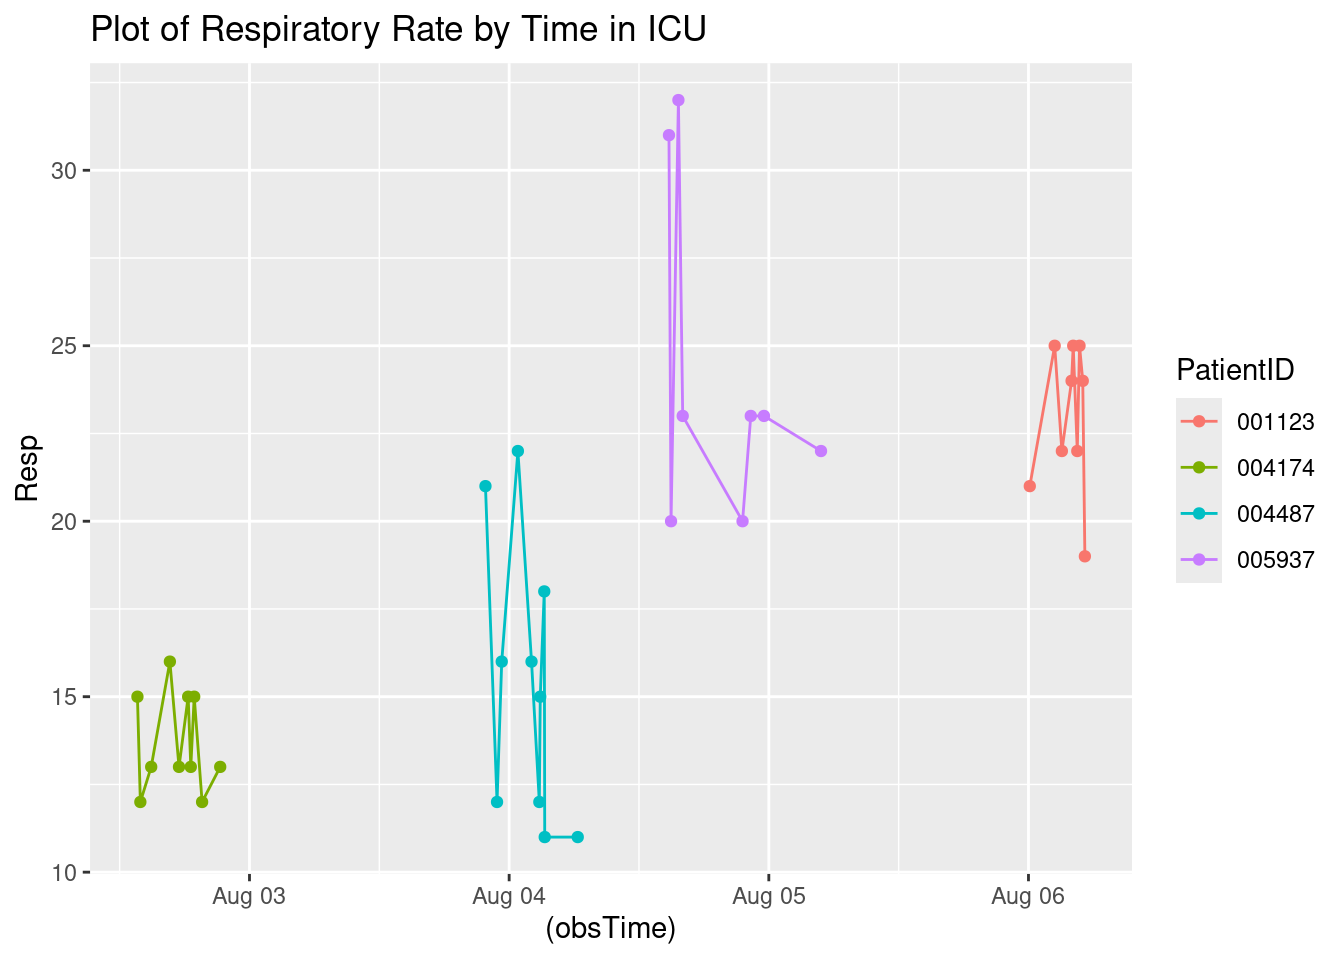 Plot of Respiratory Rate by Time in ICU
30
25
20
15
10
Resp
Aug 03
Aug 04
Aug 05
Aug 06
(obsTime)
PatientID
001123
004174
004487
005937